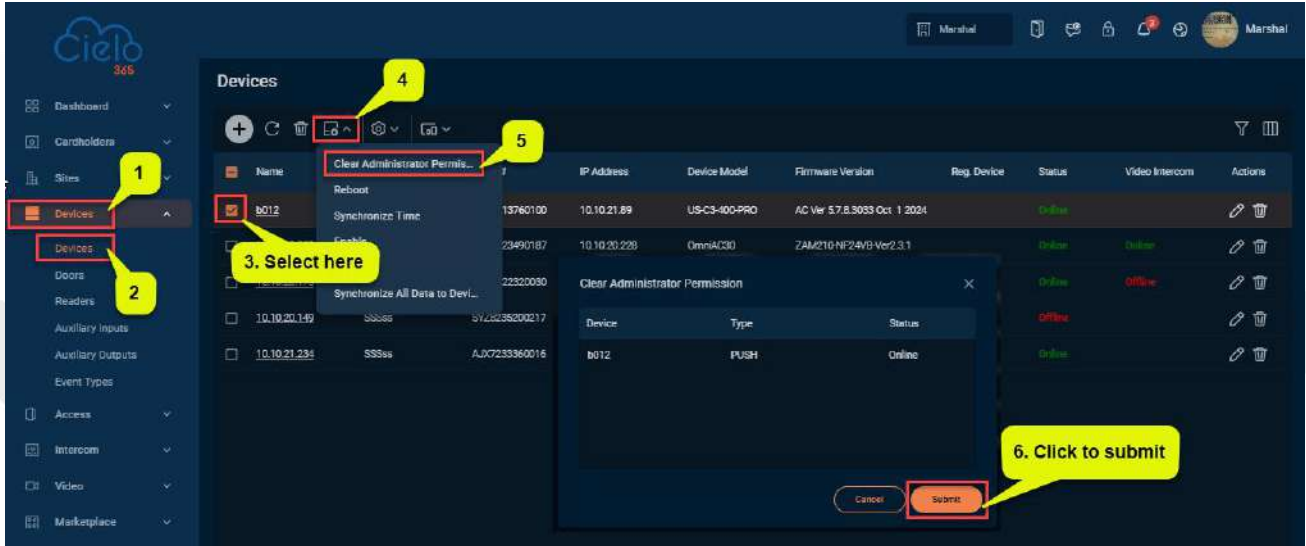 Cielo
365
Marshal
2
Marshal
Devices
4
Dashboard
Cardholders
5
Name
Clear Administrator Permis...
IP Address
Device Model
Firmware Version
Reg. Device
Status
Video Intercom
Actions
Sites
1
Reboot
Devices
b012
Synchronize Time
13760100
10.10.21.89
US-C3-400-PRO
AC Ver 5.7.8.3033 Oct 1 2024
Online
Devices
23490187
10.10.20.228
OmniAC30
ZAM210-NF24VB-Ver2.3.1
Online
Online
3. Select here
Doors
2
22320030
Clear Administrator Permission
Online
Offline
Readers
Synchronize All Data to Devi...
Auxiliary Inputs
10.10.20.149
SSSss
SYZ8235200217
Device
Type
Status
Offline
Auxiliary Outputs
10.10.21.234
SSSss
AJX7233360016
b012
PUSH
Online
Online
Event Types
Access
Intercom
6. Click to submit
Video
Cancel
Submit
Marketplace